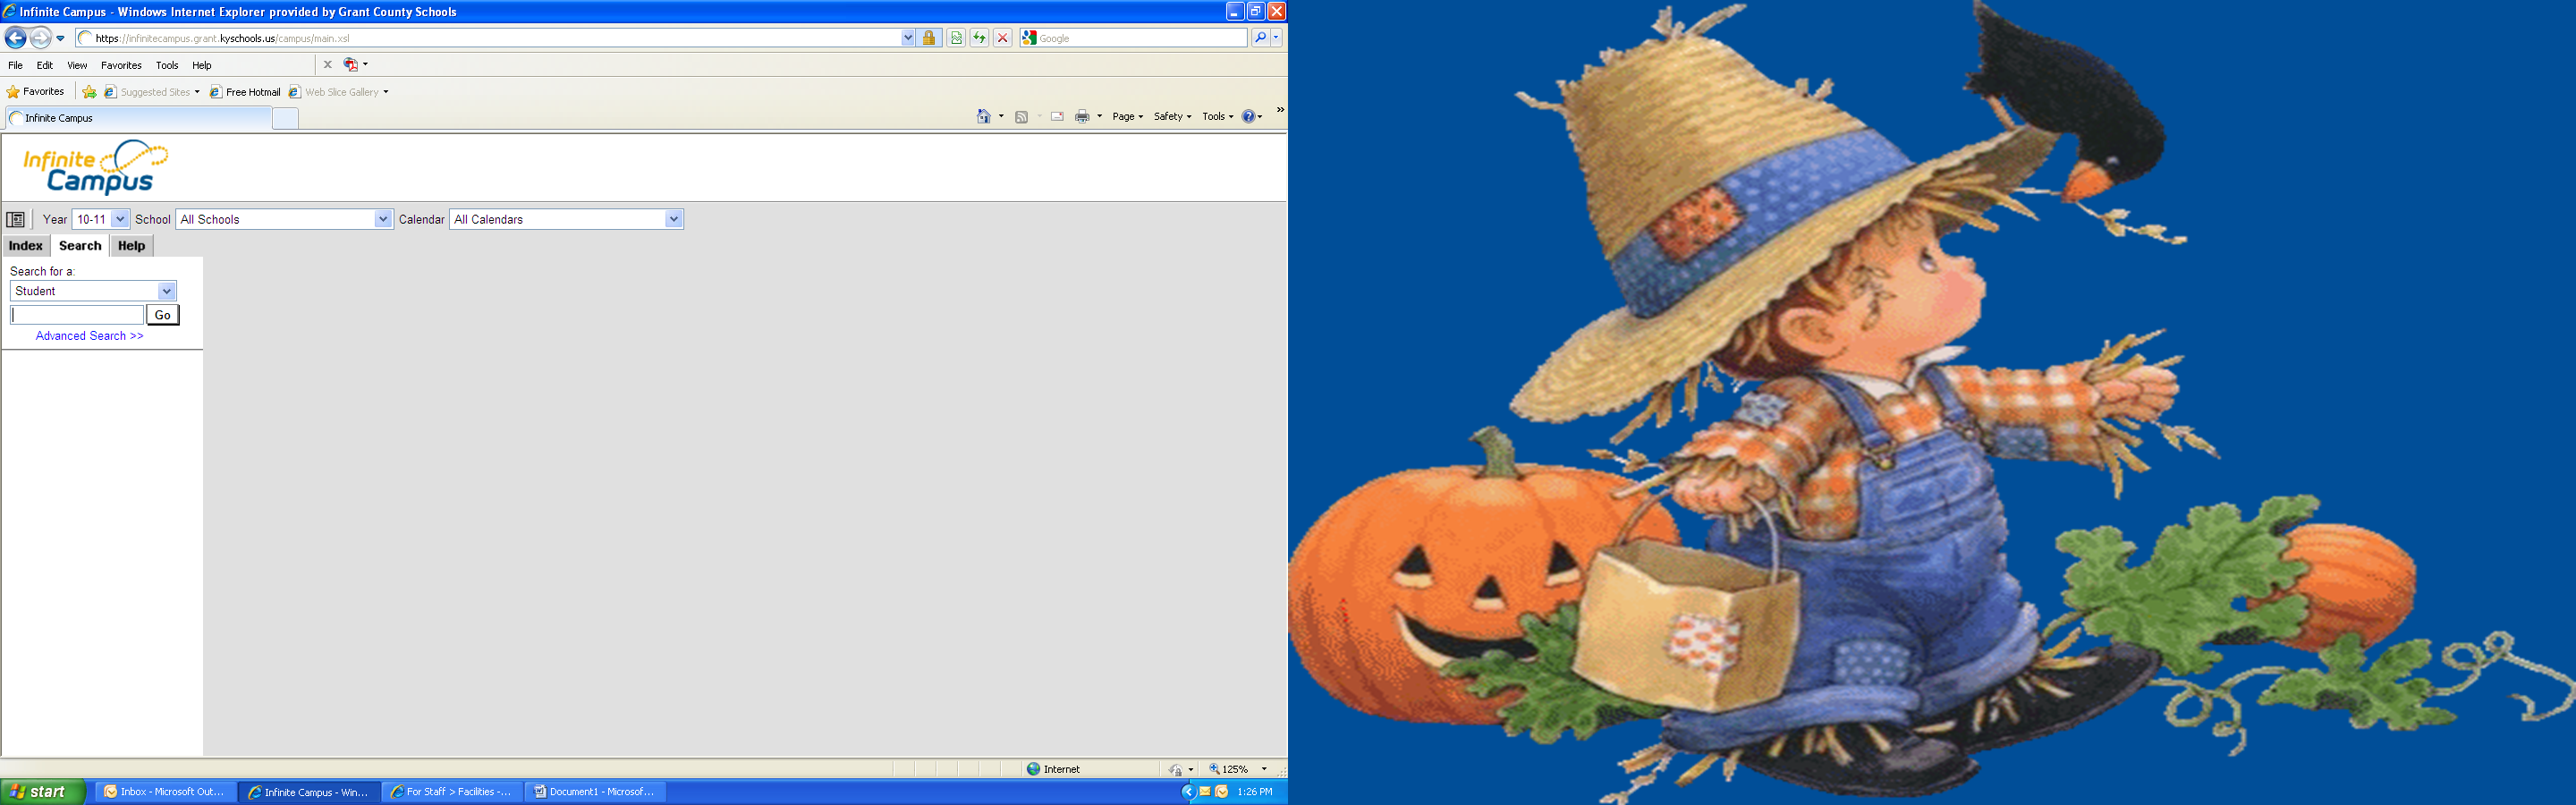 Infinite Campus - Windows Internet Explorer provided by Grant County Schools
https://infinitecampus.grant.kyschools.us/campus/main.xsl
Google
File Edit View Favorites Tools Help
Favorites Suggested Sites Free Hotmail Web Slice Gallery
Infinite Campus
Page Safety Tools
Infinite Campus
Year 10-11 School All Schools Calendar All Calendars
Index Search Help
Search for a:
Student
Go
Advanced Search >>
Internet 125%
start Inbox - Microsoft Out... Infinite Campus - Win... For Staff > Facilities -... Document1 - Microsof... 1:26 PM